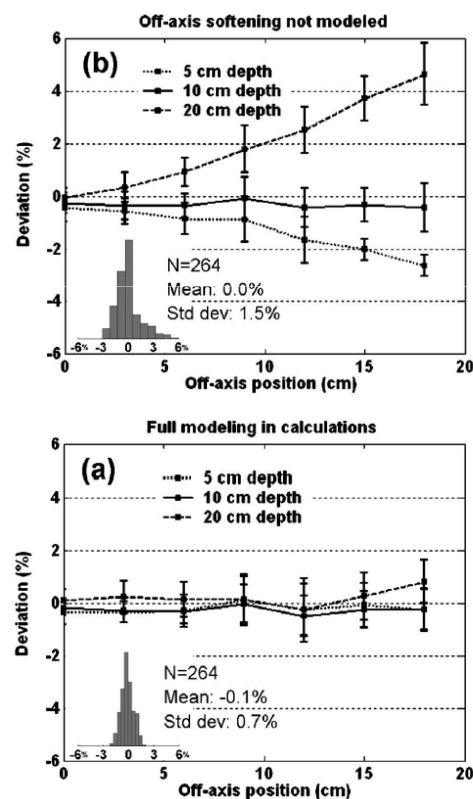 Off-axis softening not modeled
(b)
5 cm depth
10 cm depth
20 cm depth
Deviation (%)
6
4
2
0
-2
-4
-6
N=264
Mean: 0.0%
Std dev: 1.5%
-6% -3 0 3 6%
0 5 10 15 20
Off-axis position (cm)
Full modeling in calculations
(a)
5 cm depth
10 cm depth
20 cm depth
Deviation (%)
6
4
2
0
-2
-4
-6
N=264
Mean: -0.1%
Std dev: 0.7%
-6% -3 0 3 6%
0 5 10 15 20
Off-axis position (cm)